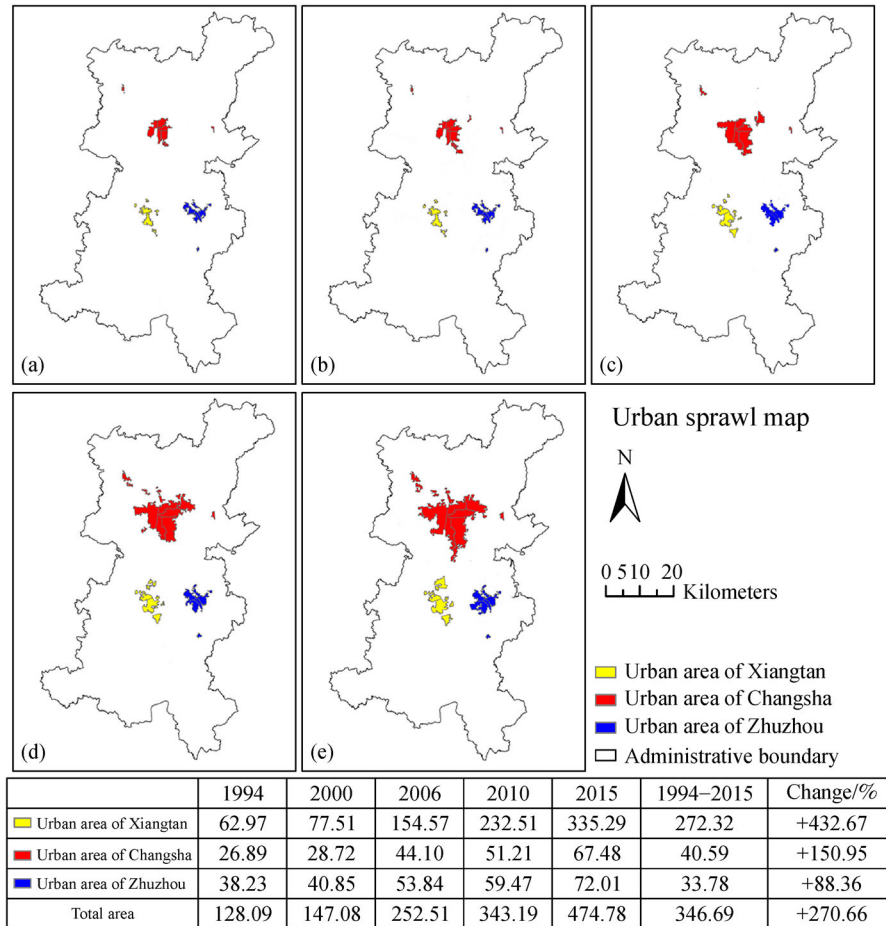 (a)
(b)
(c)
(d)
(e)
Urban sprawl map
N
0 510 20
Kilometers
Urban area of Xiangtan
Urban area of Changsha
Urban area of Zhuzhou
Administrative boundary
1994 2000 2006 2010 2015 1994–2015 Change/%
Urban area of Xiangtan 62.97 77.51 154.57 232.51 335.29 272.32 +432.67
Urban area of Changsha 26.89 28.72 44.10 51.21 67.48 40.59 +150.95
Urban area of Zhuzhou 38.23 40.85 53.84 59.47 72.01 33.78 +88.36
Total area 128.09 147.08 252.51 343.19 474.78 346.69 +270.66